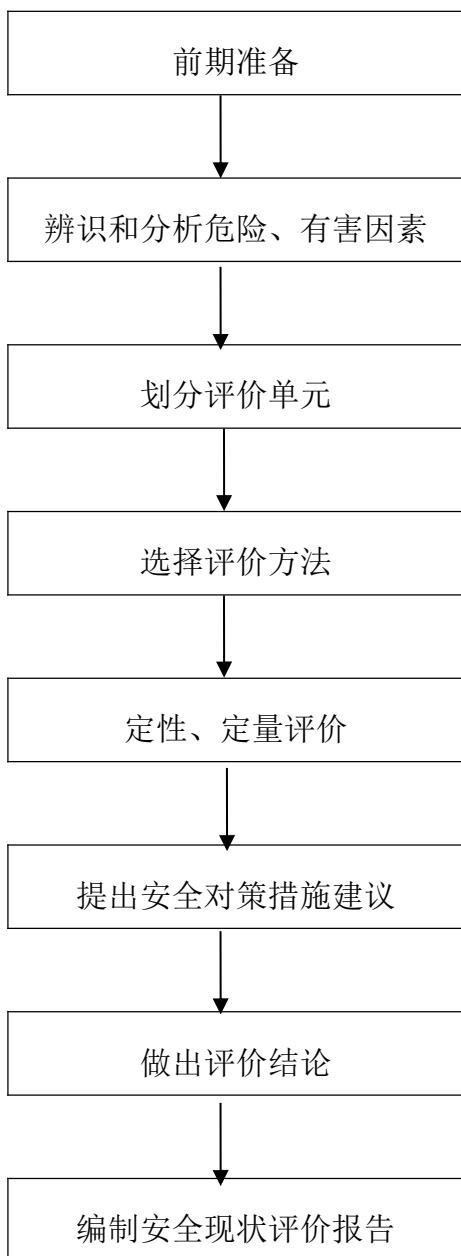 前期准备
辨识和分析危险、有害因素
划分评价单元
选择评价方法
定性、定量评价
提出安全对策措施建议
做出评价结论
编制安全现状评价报告